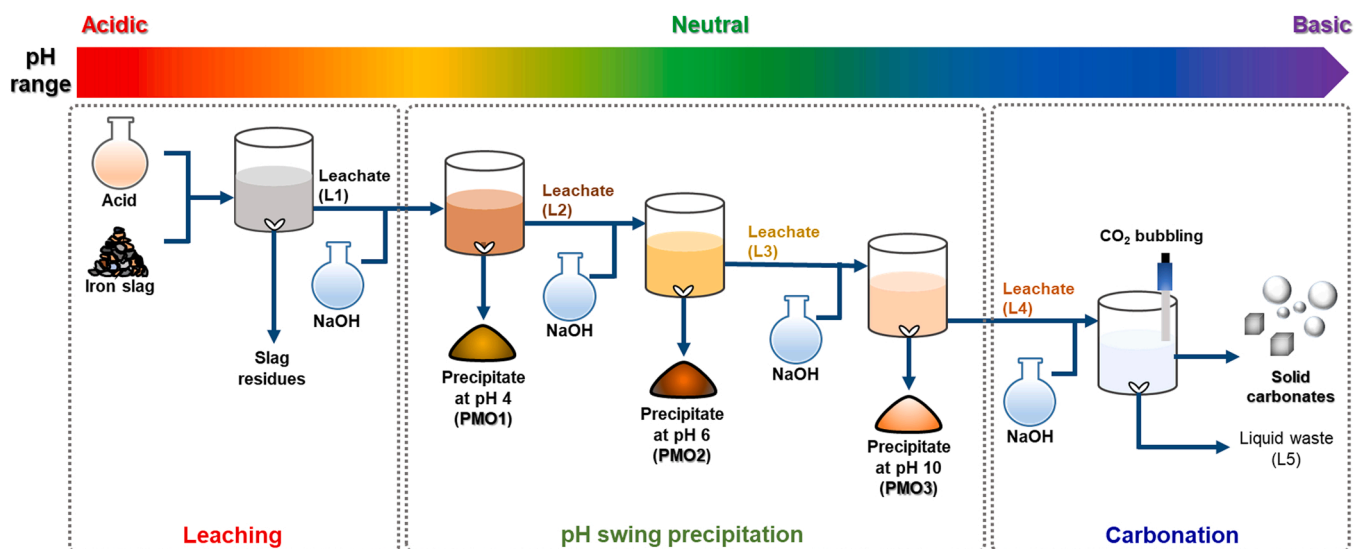 Acidic
Neutral
Basic
pH
range
Acid
Iron slag
Leachate
(L1)
NaOH
Slag
residues
Leachate
(L2)
NaOH
Precipitate
at pH 4
(PMO1)
Leachate
(L3)
NaOH
Precipitate
at pH 6
(PMO2)
Precipitate
at pH 10
(PMO3)
Leachate
(L4)
NaOH
CO₂ bubbling
Solid
carbonates
Liquid waste
(L5)
Leaching
pH swing precipitation
Carbonation